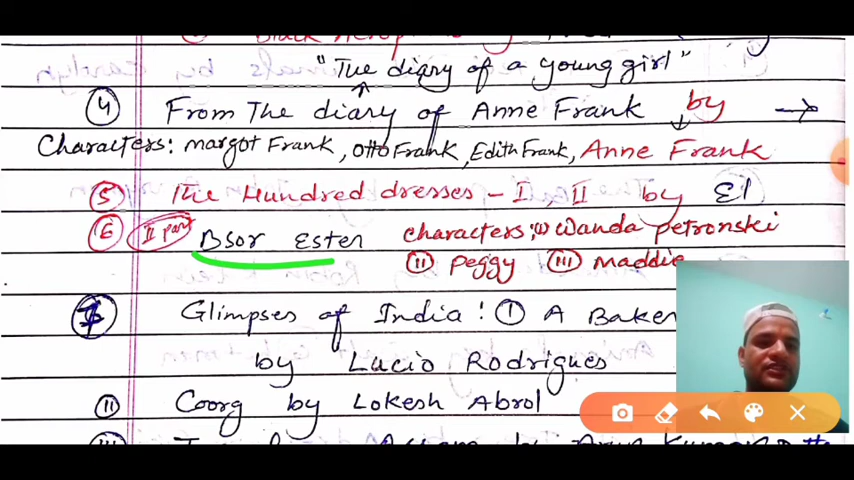 "The diary of a young girl"
④ From The diary of Anne Frank by →
Characters: margot Frank, Otto Frank, Edith Frank, Anne Frank
⑤ The Hundred dresses - I, II by El
⑥ II part Bsor Ester characters; (i) Wanda petronski
(ii) peggy (iii) maddie
Glimpses of India: ① A Baker
by Lucio Rodrigues
(ii) Coorg by Lokesh Abrol